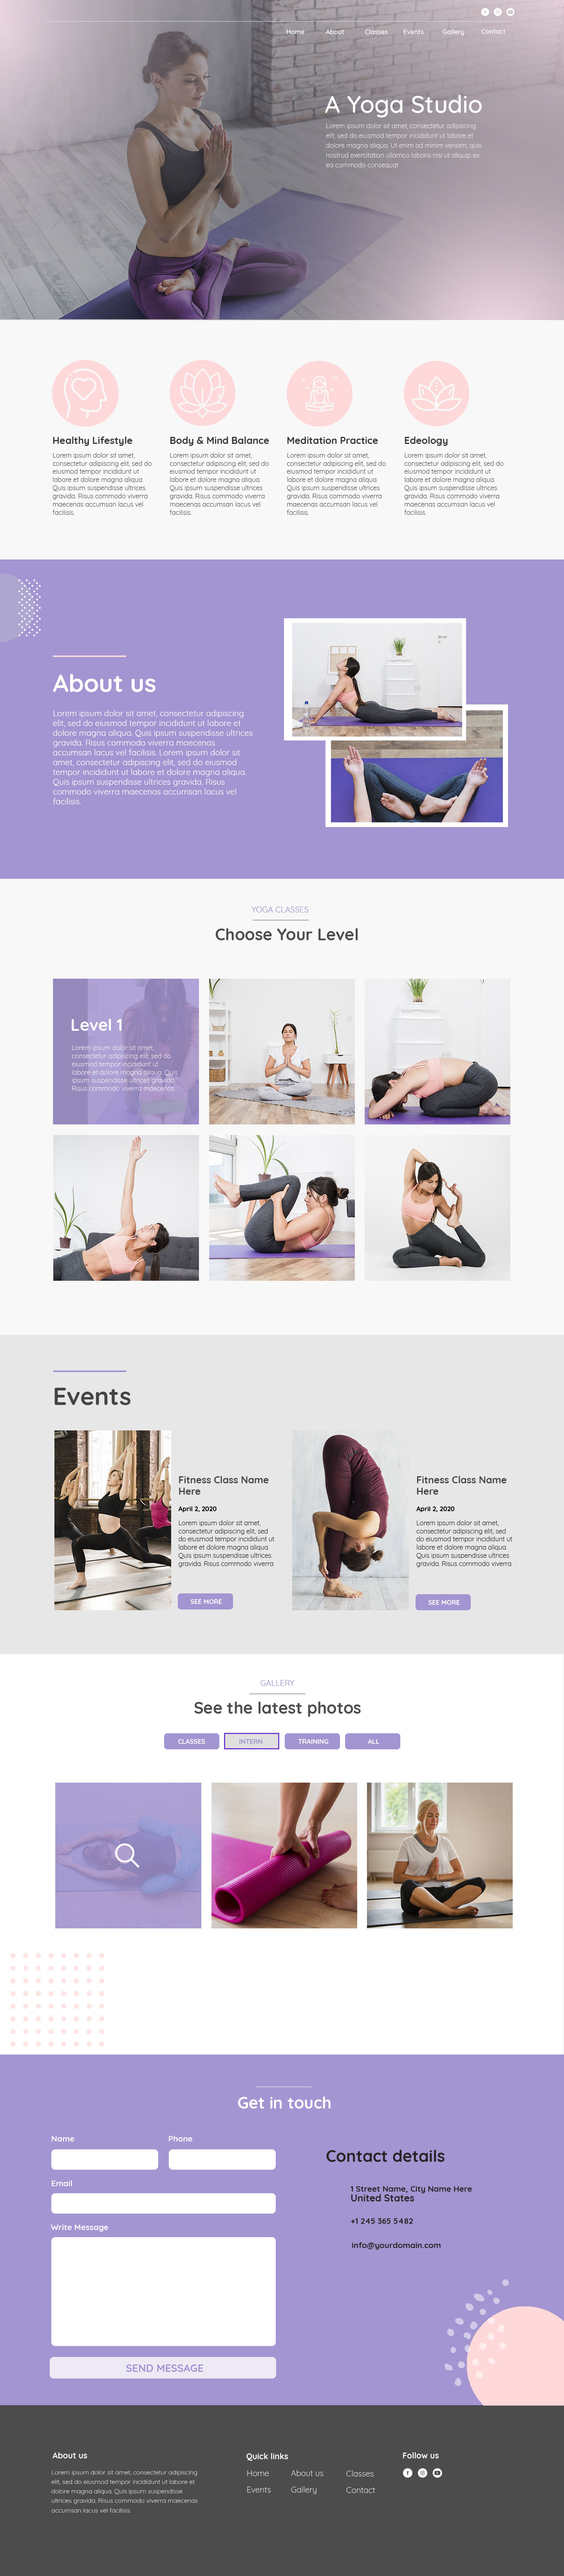 Home About Classes Events Gallery Contact
A Yoga Studio
Lorem ipsum dolor sit amet, consectetur adipiscing
elit, sed do eiusmod tempor incididunt ut labore et
dolore magna aliqua. Ut enim ad minim veniam, quis
nostrud exercitation ullamco laboris nisi ut aliquip ex
ea commodo consequat
Healthy Lifestyle
Lorem ipsum dolor sit amet,
consectetur adipiscing elit, sed do
eiusmod tempor incididunt ut
labore et dolore magna aliqua.
Quis ipsum suspendisse ultrices
gravida. Risus commodo viverra
maecenas accumsan lacus vel
facilisis.
Body & Mind Balance
Lorem ipsum dolor sit amet,
consectetur adipiscing elit, sed do
eiusmod tempor incididunt ut
labore et dolore magna aliqua.
Quis ipsum suspendisse ultrices
gravida. Risus commodo viverra
maecenas accumsan lacus vel
facilisis.
Meditation Practice
Lorem ipsum dolor sit amet,
consectetur adipiscing elit, sed do
eiusmod tempor incididunt ut
labore et dolore magna aliqua.
Quis ipsum suspendisse ultrices
gravida. Risus commodo viverra
maecenas accumsan lacus vel
facilisis.
Edeology
Lorem ipsum dolor sit amet,
consectetur adipiscing elit, sed do
eiusmod tempor incididunt ut
labore et dolore magna aliqua.
Quis ipsum suspendisse ultrices
gravida. Risus commodo viverra
maecenas accumsan lacus vel
facilisis.
About us
Lorem ipsum dolor sit amet, consectetur adipiscing
elit, sed do eiusmod tempor incididunt ut labore et
dolore magna aliqua. Quis ipsum suspendisse ultrices
gravida. Risus commodo viverra maecenas
accumsan lacus vel facilisis. Lorem ipsum dolor sit
amet, consectetur adipiscing elit, sed do eiusmod
tempor incididunt ut labore et dolore magna aliqua.
Quis ipsum suspendisse ultrices gravida. Risus
commodo viverra maecenas accumsan lacus vel
facilisis.
YOGA CLASSES
Choose Your Level
Level 1
Lorem ipsum dolor sit amet,
consectetur adipiscing elit, sed do
eiusmod tempor incididunt ut
labore et dolore magna aliqua. Quis
ipsum suspendisse ultrices gravida.
Risus commodo viverra maecenas
Events
Fitness Class Name
Here
April 2, 2020
Lorem ipsum dolor sit amet,
consectetur adipiscing elit, sed
do eiusmod tempor incididunt ut
labore et dolore magna aliqua.
Quis ipsum suspendisse ultrices
gravida. Risus commodo viverra
SEE MORE
Fitness Class Name
Here
April 2, 2020
Lorem ipsum dolor sit amet,
consectetur adipiscing elit, sed
do eiusmod tempor incididunt ut
labore et dolore magna aliqua.
Quis ipsum suspendisse ultrices
gravida. Risus commodo viverra
SEE MORE
GALLERY
See the latest photos
CLASSES INTERN TRAINING ALL
Get in touch
Name Phone
Email
Write Message
SEND MESSAGE
Contact details
1 Street Name, City Name Here
United States
+1 245 365 5482
info@yourdomain.com
About us
Lorem ipsum dolor sit amet, consectetur adipiscing
elit, sed do eiusmod tempor incididunt ut labore et
dolore magna aliqua. Quis ipsum suspendisse
ultrices gravida. Risus commodo viverra maecenas
accumsan lacus vel facilisis.
Quick links
Home About us Classes
Events Gallery Contact
Follow us